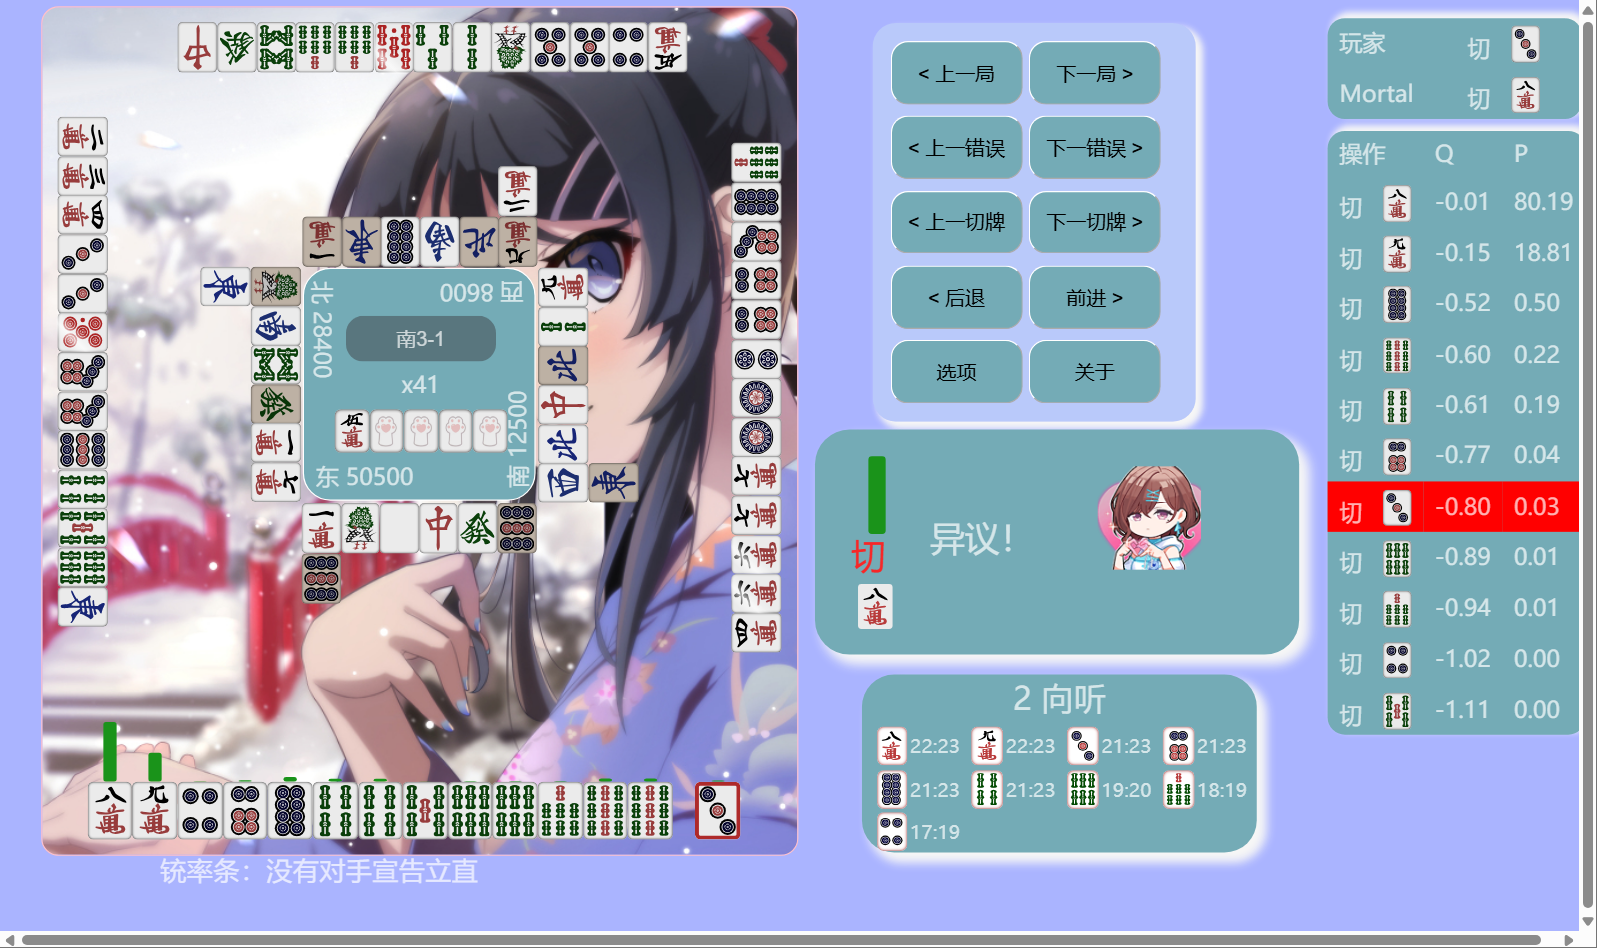 北 28400
西 8600
南3-1
x41
南 12500
东 50500
铳率条：没有对手宣告立直
< 上一局
下一局 >
< 上一错误
下一错误 >
< 上一切牌
下一切牌 >
< 后退
前进 >
选项
关于
切
异议!
2 向听
22:23 22:23 21:23 21:23
21:23 21:23 19:20 18:19
17:19
玩家 切
Mortal 切
操作 Q P
切 -0.01 80.19
切 -0.15 18.81
切 -0.52 0.50
切 -0.60 0.22
切 -0.61 0.19
切 -0.77 0.04
切 -0.80 0.03
切 -0.89 0.01
切 -0.94 0.01
切 -1.02 0.00
切 -1.11 0.00